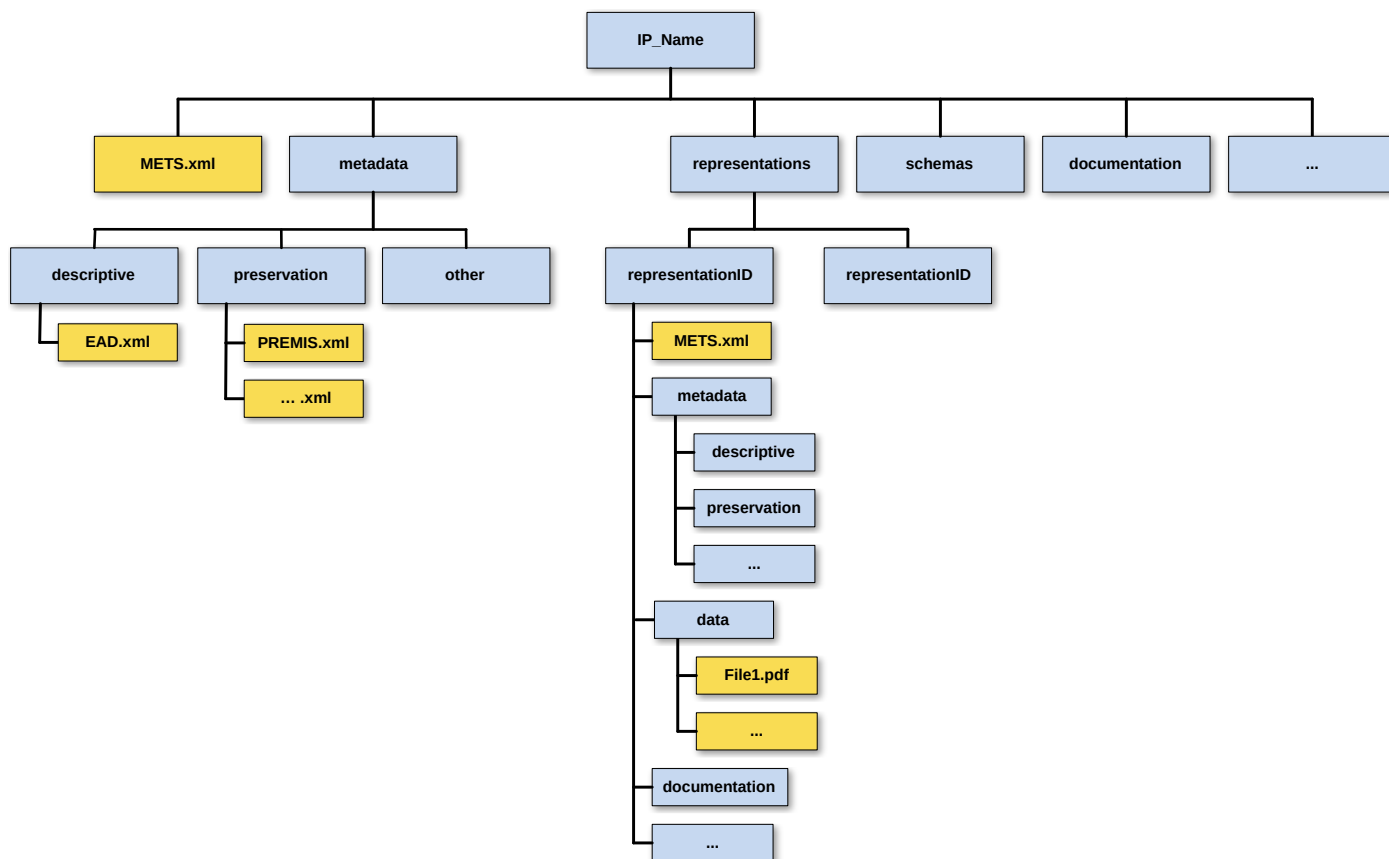 IP_Name
METS.xml
metadata
representations
schemas
documentation
...
descriptive
preservation
other
representationID
representationID
EAD.xml
PREMIS.xml
... .xml
METS.xml
metadata
descriptive
preservation
...
data
File1.pdf
...
documentation
...